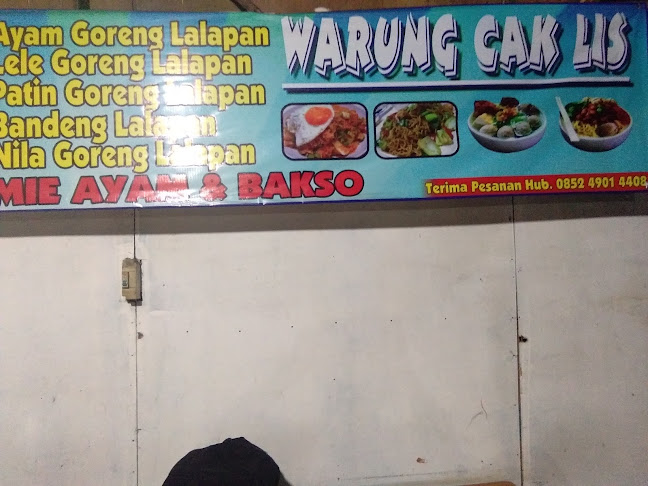 Ayam Goreng Lalapan
Lele Goreng Lalapan
Patin Goreng Lalapan
Bandeng Lalapan
Nila Goreng Lalapan
MIE AYAM & BAKSO
WARUNG CAK LIS
Terima Pesanan Hub. 0852 4901 4408